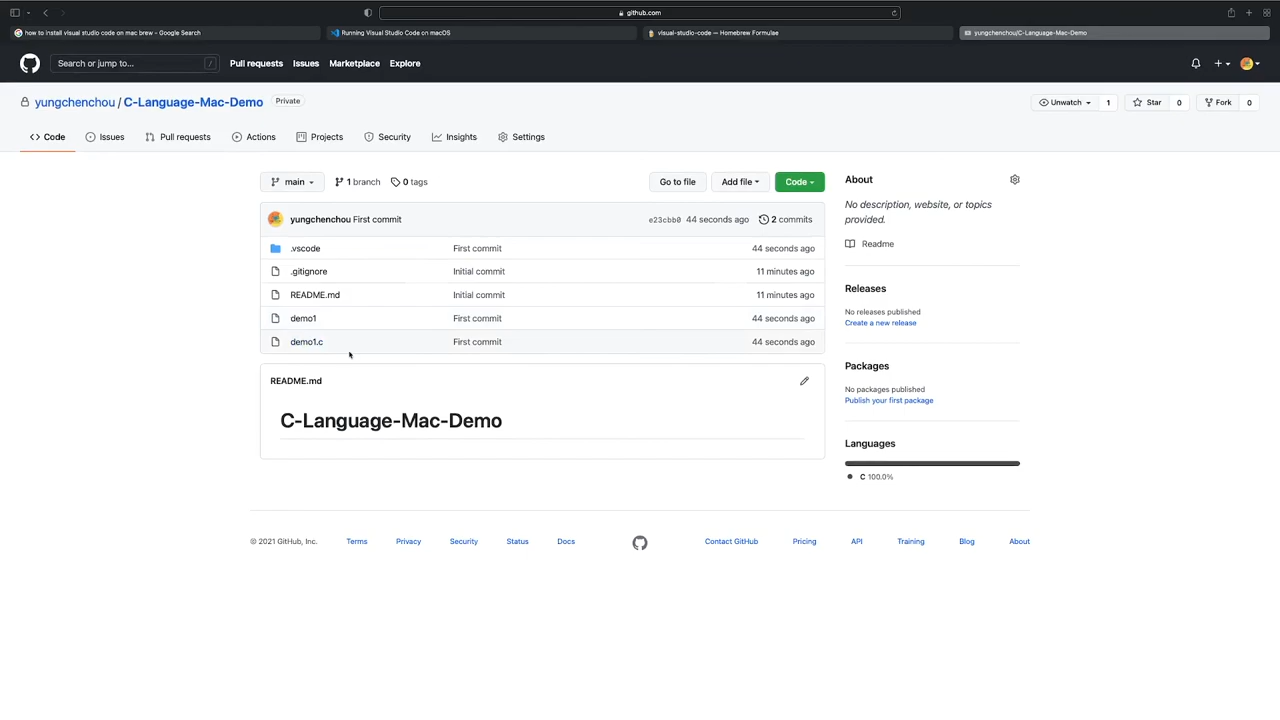 github.com
how to install visual studio code on mac brew - Google Search
Running Visual Studio Code on macOS
visual-studio-code — Homebrew Formulae
yungchenchou/C-Language-Mac-Demo
Search or jump to...
/
Pull requests
Issues
Marketplace
Explore
yungchenchou / C-Language-Mac-Demo
Private
Unwatch
1
Star
0
Fork
0
Code
Issues
Pull requests
Actions
Projects
Security
Insights
Settings
main
1 branch
0 tags
Go to file
Add file
Code
yungchenchou First commit
e23cbb0 44 seconds ago
2 commits
.vscode First commit 44 seconds ago
.gitignore Initial commit 11 minutes ago
README.md Initial commit 11 minutes ago
demo1 First commit 44 seconds ago
demo1.c First commit 44 seconds ago
README.md
C-Language-Mac-Demo
About
No description, website, or topics
provided.
Readme
Releases
No releases published
Create a new release
Packages
No packages published
Publish your first package
Languages
C 100.0%
© 2021 GitHub, Inc.
Terms
Privacy
Security
Status
Docs
Contact GitHub
Pricing
API
Training
Blog
About